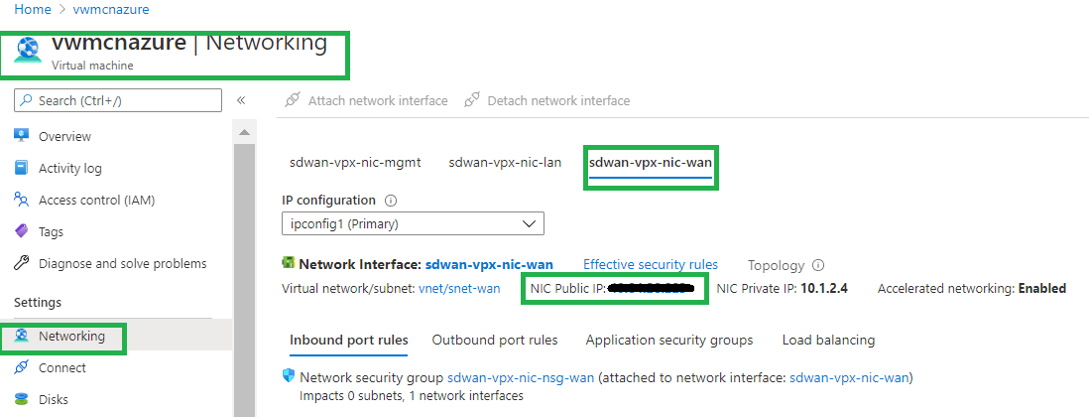 Home > vwmcnazure
vwmcnazure | Networking
Virtual machine
Search (Ctrl+/)
«
Attach network interface
Detach network interface
Overview
Activity log
Access control (IAM)
Tags
Diagnose and solve problems
Settings
Networking
Connect
Disks
sdwan-vpx-nic-mgmt
sdwan-vpx-nic-lan
sdwan-vpx-nic-wan
IP configuration
ipconfig1 (Primary)
Network Interface: sdwan-vpx-nic-wan
Effective security rules
Topology
Virtual network/subnet: vnet/snet-wan
NIC Public IP:
NIC Private IP: 10.1.2.4
Accelerated networking: Enabled
Inbound port rules
Outbound port rules
Application security groups
Load balancing
Network security group sdwan-vpx-nic-nsg-wan (attached to network interface: sdwan-vpx-nic-wan)
Impacts 0 subnets, 1 network interfaces